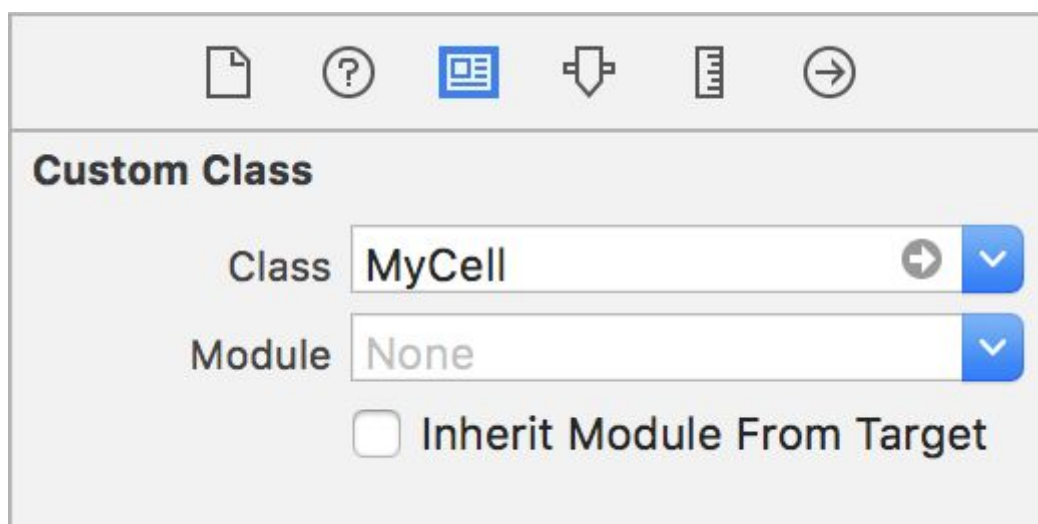 Custom Class
Class MyCell
Module None
Inherit Module From Target